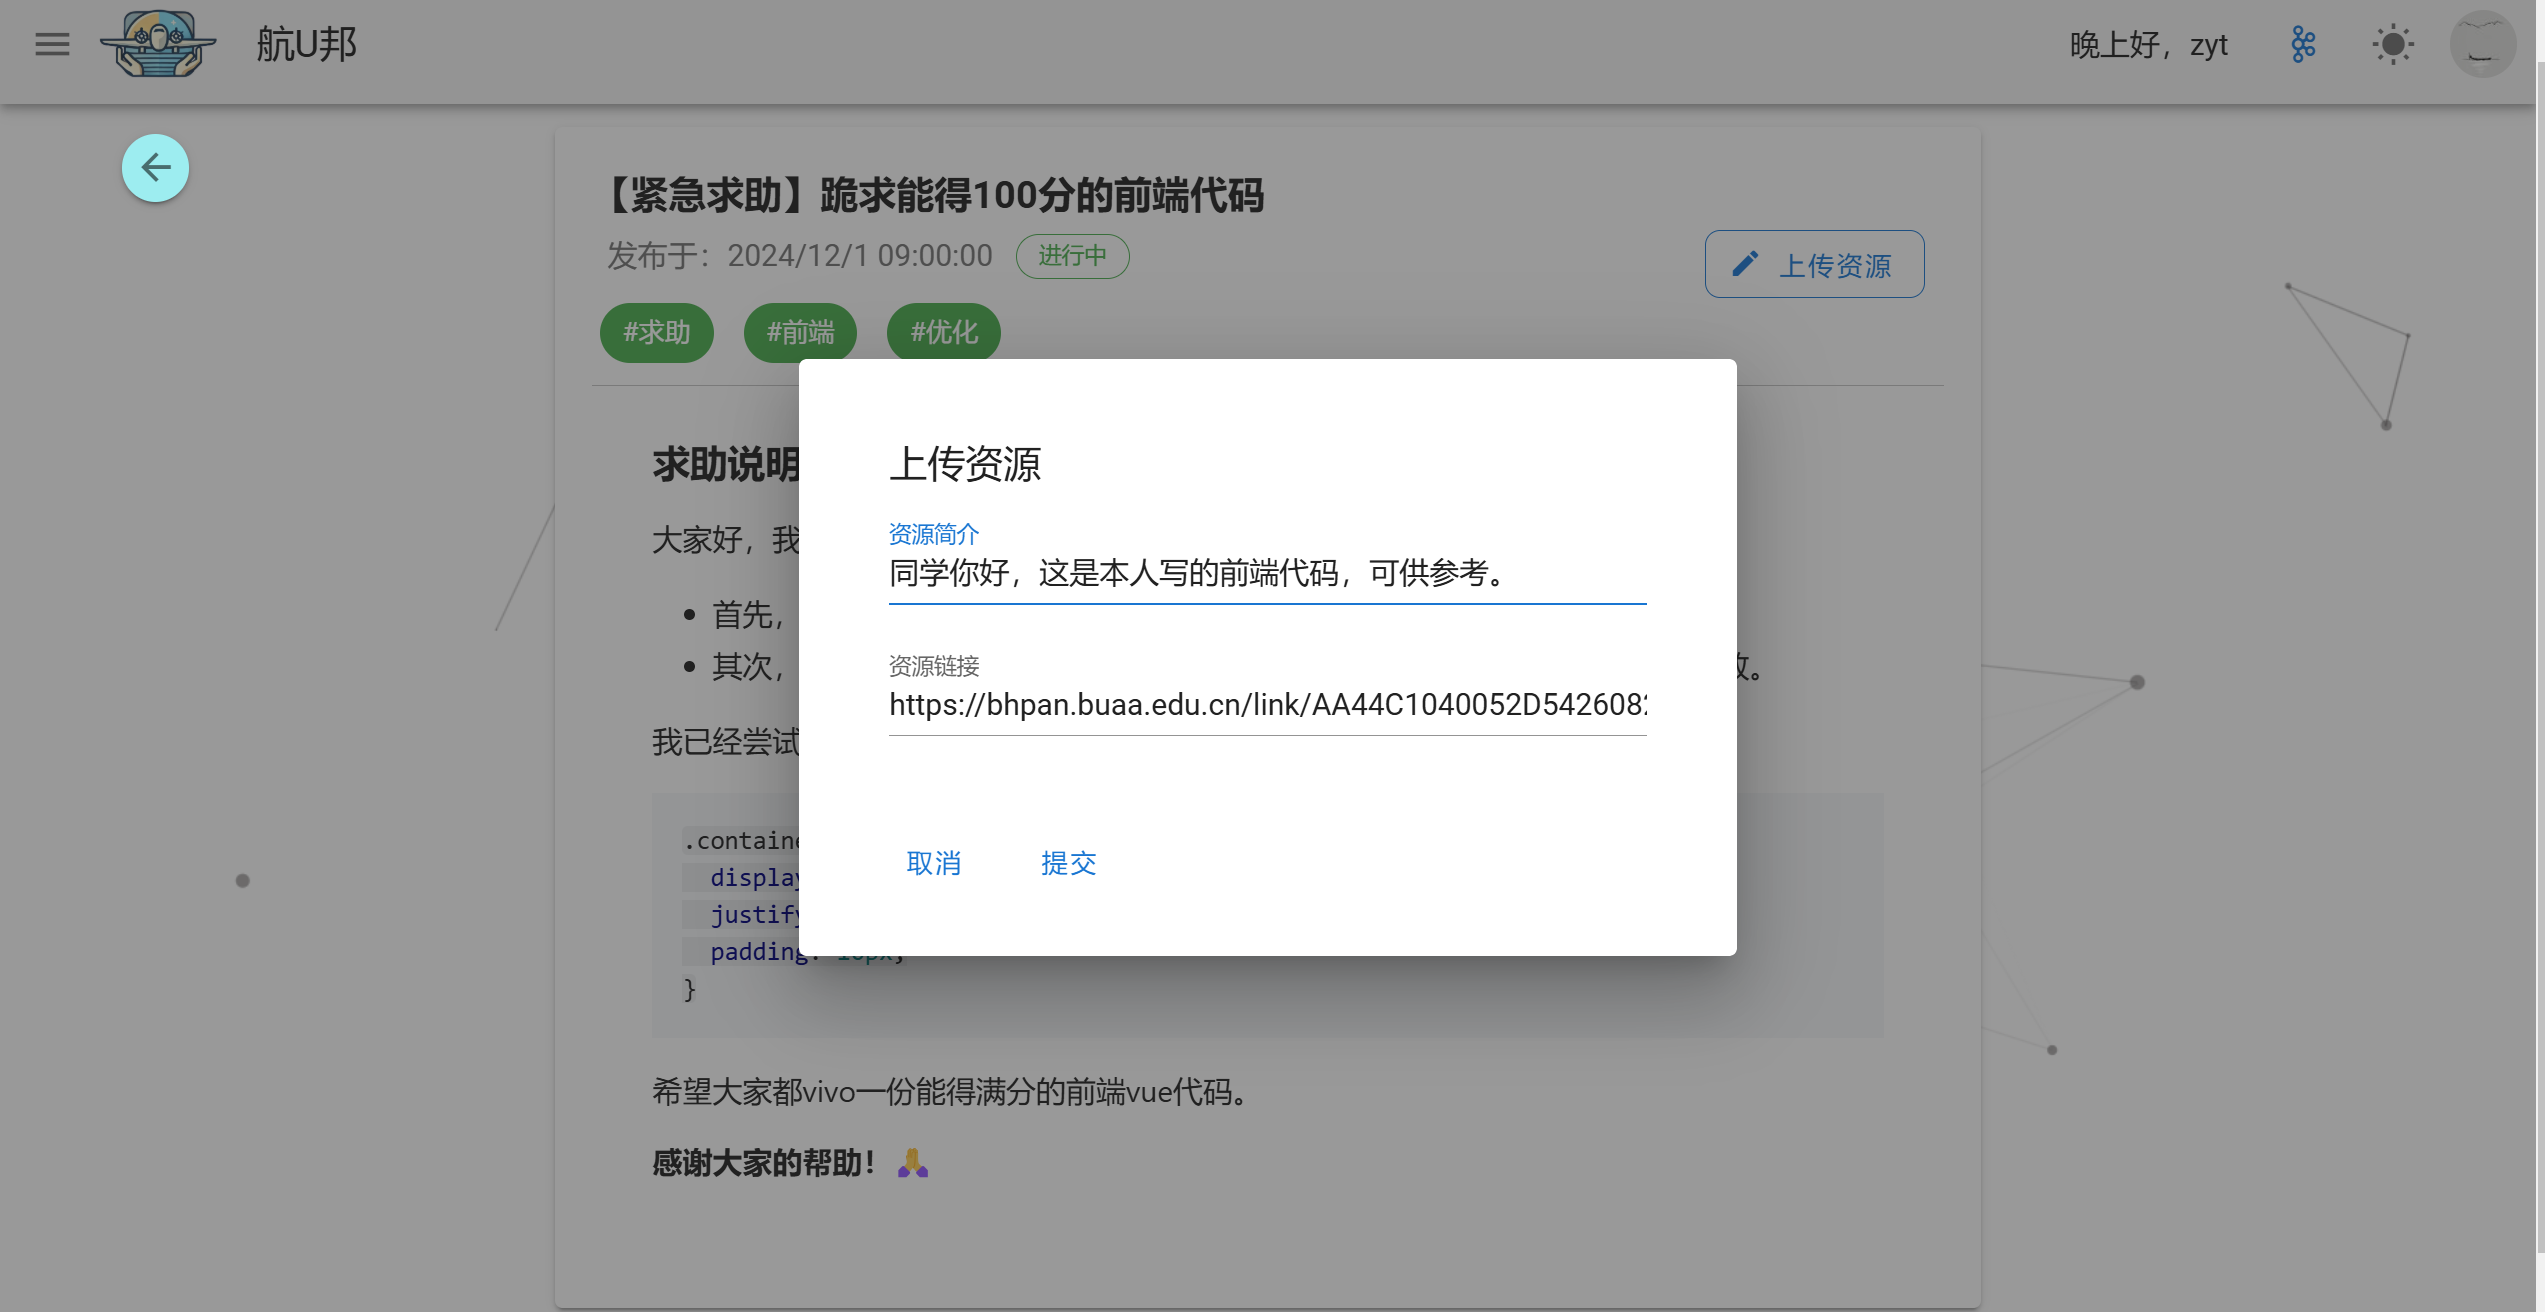 航U邦
晚上好，zyt
【紧急求助】跪求能得100分的前端代码
发布于：2024/12/1 09:00:00 进行中
上传资源
#求助 #前端 #优化
求助说明
大家好，我
首先，
其次，
效。
我已经尝试
.containe
display
justify
padding: 16px;
}
希望大家都vivo一份能得满分的前端vue代码。
感谢大家的帮助！🙏
上传资源
资源简介
同学你好，这是本人写的前端代码，可供参考。
资源链接
https://bhpan.buaa.edu.cn/link/AA44C1040052D542608
取消 提交